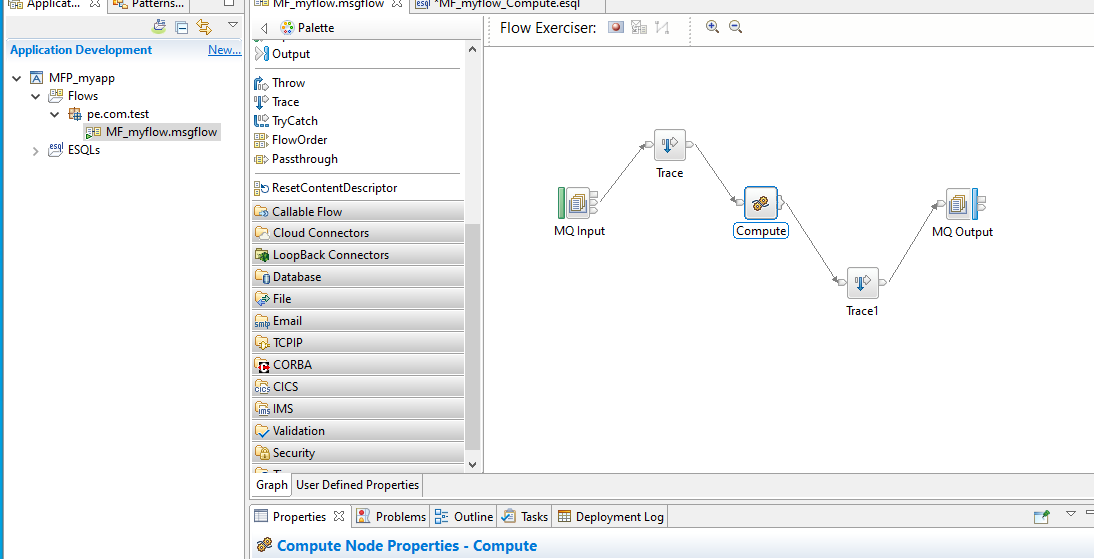 Applicat...
Patterns...
MF_myflow.msgflow
*MF_myflow_Compute.esql
Application Development
New...
MFP_myapp
Flows
pe.com.test
MF_myflow.msgflow
esql
ESQLs
Palette
Output
Throw
Trace
TryCatch
FlowOrder
Passthrough
ResetContentDescriptor
Callable Flow
Cloud Connectors
LoopBack Connectors
Database
File
Email
TCPIP
CORBA
CICS
IMS
Validation
Security
Flow Exerciser:
Trace
MQ Input
Compute
MQ Output
Trace1
Graph
User Defined Properties
Properties
Problems
Outline
Tasks
Deployment Log
Compute Node Properties - Compute